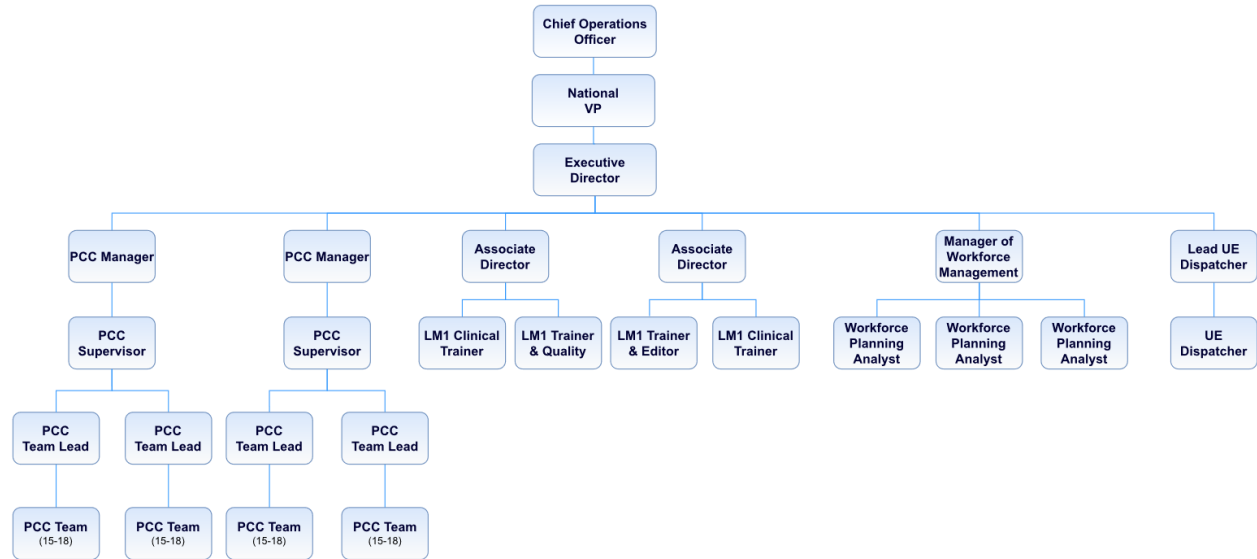 Chief Operations
Officer
National
VP
Executive
Director
PCC Manager
PCC Manager
Associate
Director
Associate
Director
Manager of
Workforce
Management
Lead UE
Dispatcher
PCC
Supervisor
PCC
Supervisor
LM1 Clinical
Trainer
LM1 Trainer
& Quality
LM1 Trainer
& Editor
LM1 Clinical
Trainer
Workforce
Planning
Analyst
Workforce
Planning
Analyst
Workforce
Planning
Analyst
UE
Dispatcher
PCC
Team Lead
PCC
Team Lead
PCC
Team Lead
PCC
Team Lead
PCC Team
(15-18)
PCC Team
(15-18)
PCC Team
(15-18)
PCC Team
(15-18)